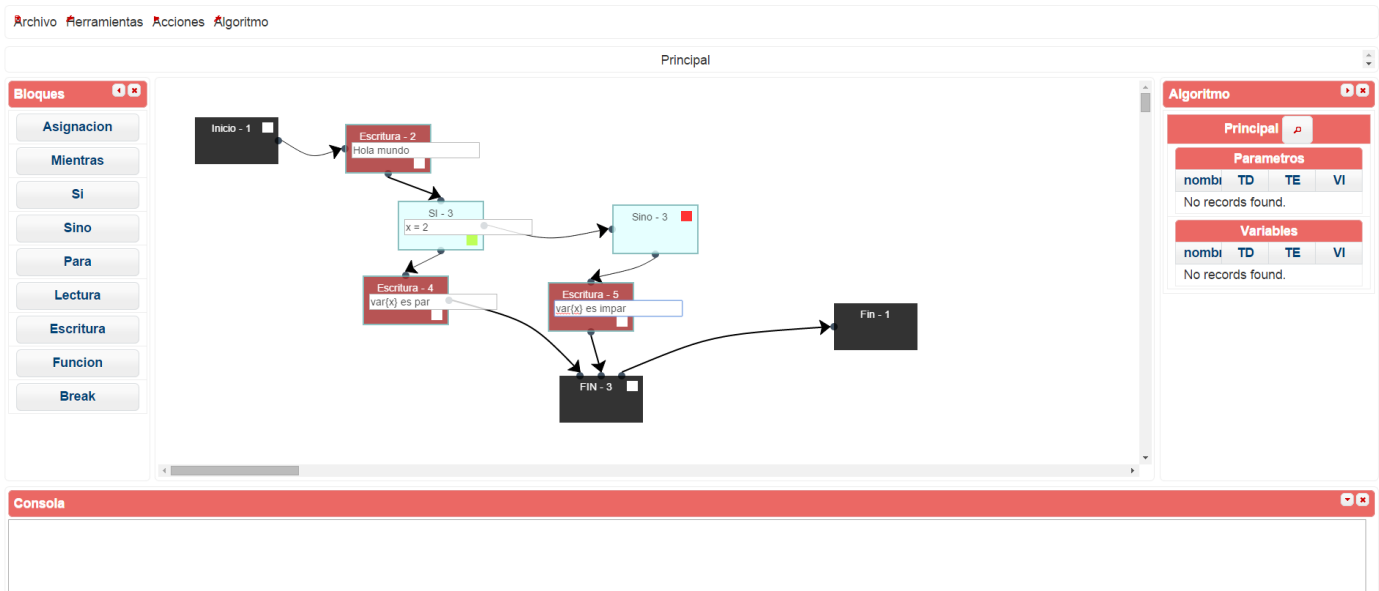 Archivo Herramientas Acciones Algoritmo
Principal
Bloques
Asignacion
Mientras
Si
Sino
Para
Lectura
Escritura
Funcion
Break
Inicio - 1
Escritura - 2
Hola mundo
SI - 3
x = 2
Sino - 3
Escritura - 4
var{x} es par
Escritura - 5
var{x} es impar
Fin - 1
FIN - 3
Algoritmo
Principal
Parametros
nombr TD TE VI
No records found.
Variables
nombr TD TE VI
No records found.
Consola